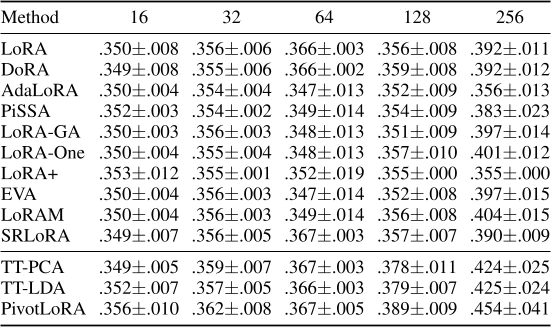 Method 16 32 64 128 256
LoRA .350±.008 .356±.006 .366±.003 .356±.008 .392±.011
DoRA .349±.008 .355±.006 .366±.002 .359±.008 .392±.012
AdaLoRA .350±.004 .354±.004 .347±.013 .352±.009 .356±.013
PiSSA .352±.003 .354±.002 .349±.014 .354±.009 .383±.023
LoRA-GA .350±.003 .356±.003 .348±.013 .351±.009 .397±.014
LoRA-One .350±.004 .355±.004 .348±.013 .357±.010 .401±.012
LoRA+ .353±.012 .355±.001 .352±.019 .355±.000 .355±.000
EVA .350±.004 .356±.003 .347±.014 .352±.008 .397±.015
LoRAM .350±.004 .356±.003 .349±.014 .356±.008 .404±.015
SRLoRA .349±.007 .356±.005 .367±.003 .357±.007 .390±.009
TT-PCA .349±.005 .359±.007 .367±.003 .378±.011 .424±.025
TT-LDA .352±.007 .357±.005 .366±.003 .379±.007 .425±.024
PivotLoRA .356±.010 .362±.008 .367±.005 .389±.009 .454±.041